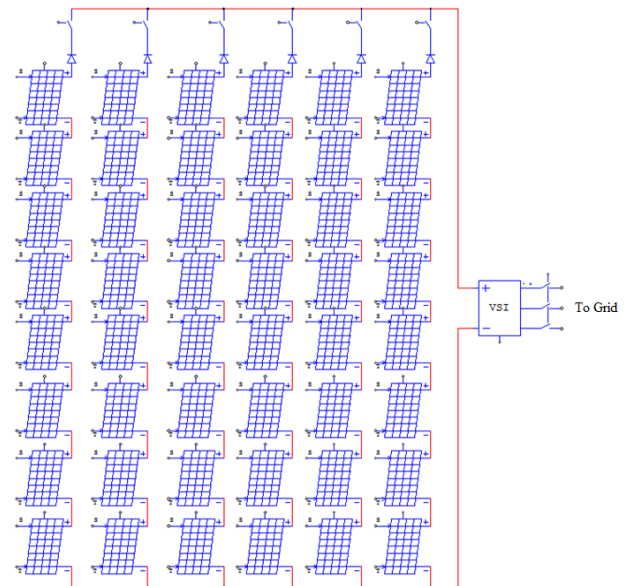 S S S S S S
+ + + + + +
T T T T T T
- - - - - -
S S S S S S
+ + + + + +
T T T T T T
- - - - - -
S S S S S S
+ + + + + +
T T T T T T
- - - - - -
S S S S S S
+ + + + + +
T T T T T T
- - - - - -
+
VSI
-
To Grid
S S S S S S
+ + + + + +
T T T T T T
- - - - - -
S S S S S S
+ + + + + +
T T T T T T
- - - - - -
S S S S S S
+ + + + + +
T T T T T T
- - - - - -
S S S S S S
+ + + + + +
T T T T T T
- - - - - -